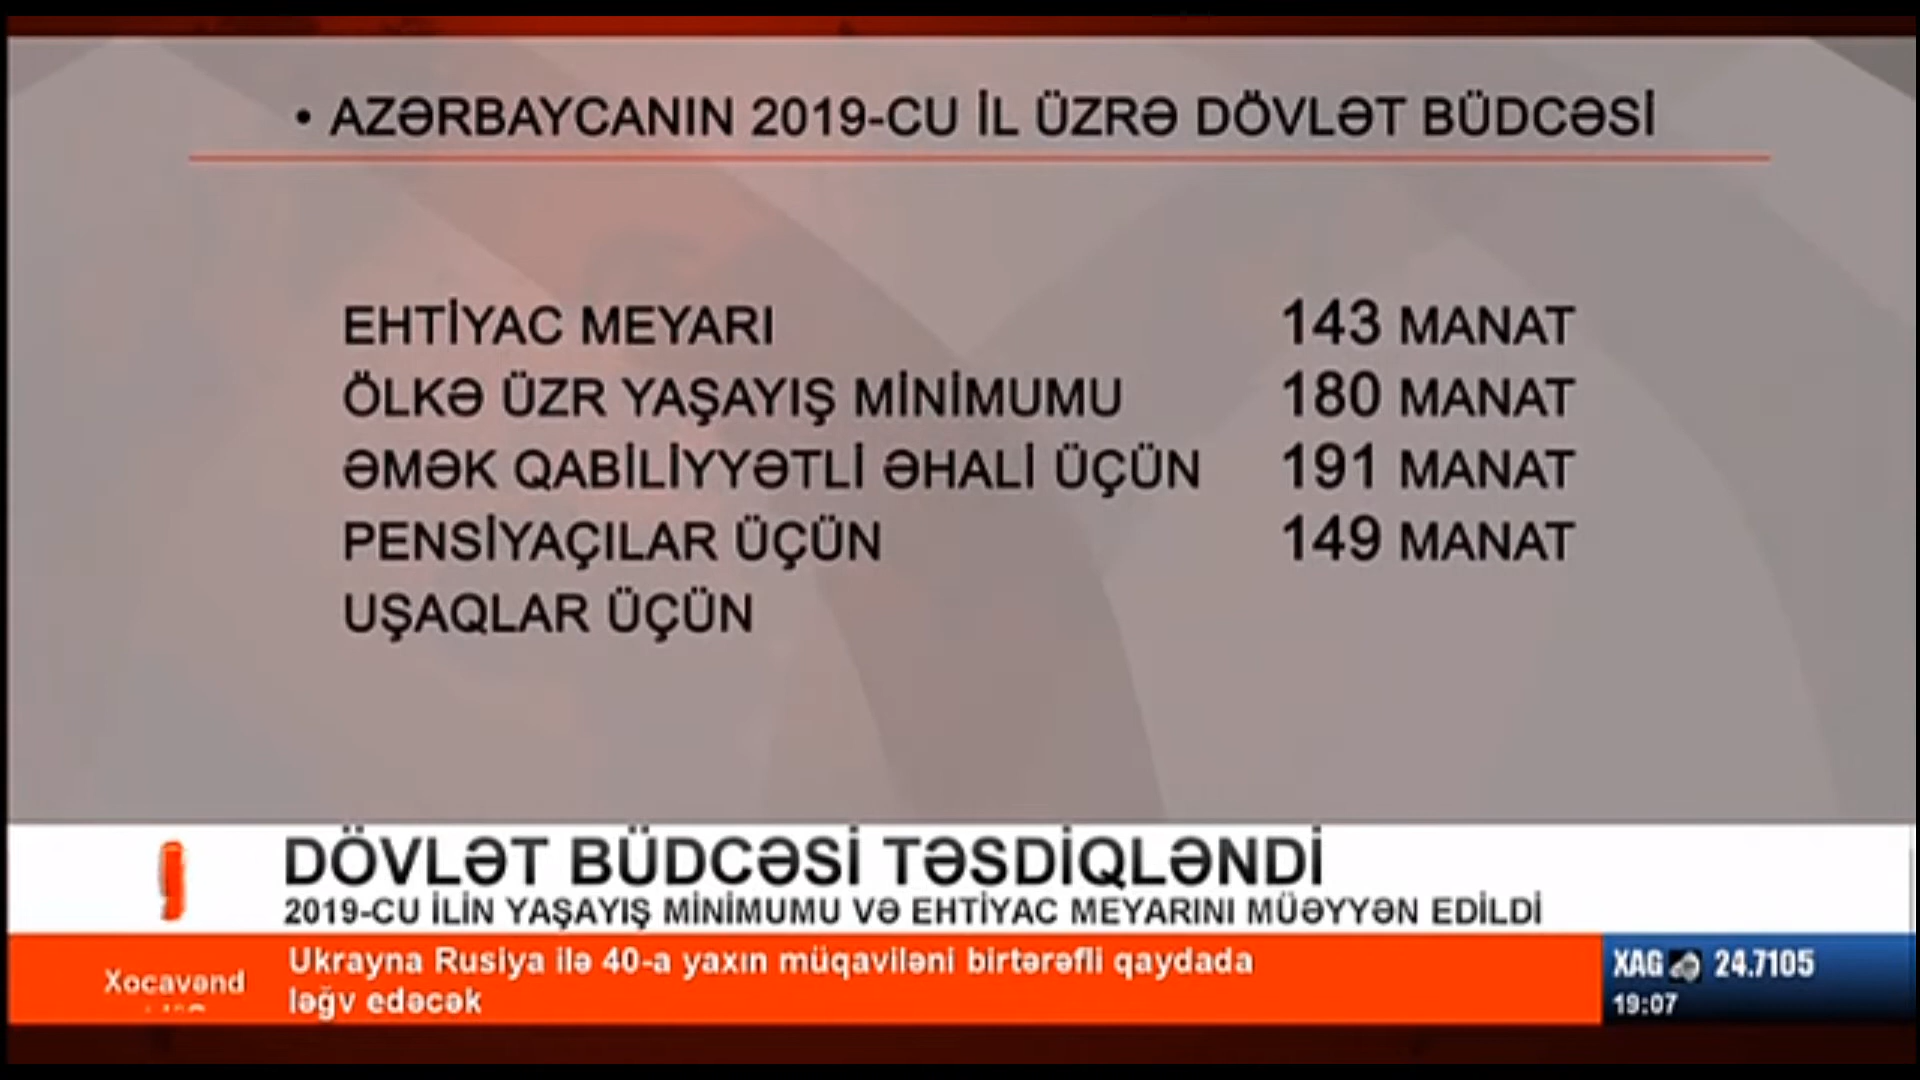 • AZƏRBAYCANIN 2019-CU İL ÜZRƏ DÖVLƏT BÜDCƏSİ
EHTİYAC MEYARI 143 MANAT
ÖLKƏ ÜZR YAŞAYIŞ MİNİMUMU 180 MANAT
ƏMƏK QABİLİYYƏTLİ ƏHALİ ÜÇÜN 191 MANAT
PENSİYAÇILAR ÜÇÜN 149 MANAT
UŞAQLAR ÜÇÜN
DÖVLƏT BÜDCƏSİ TƏSDİQLƏNDİ
2019-CU İLİN YAŞAYIŞ MİNİMUMU VƏ EHTİYAC MEYARINI MÜƏYYƏN EDİLDİ
Xocavənd
Ukrayna Rusiya ilə 40-a yaxın müqaviləni birtərəfli qaydada
ləğv edəcək
XAG 24.7105
19:07